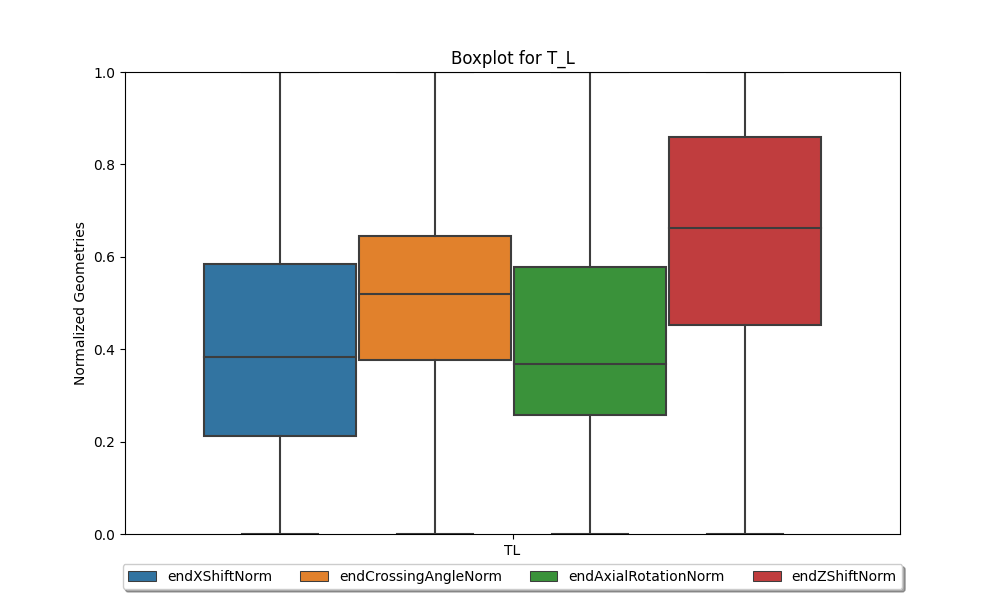 Boxplot for T_L
1.0
0.8
0.6
0.4
0.2
0.0
Normalized Geometries
TL
endXShiftNorm endCrossingAngleNorm endAxialRotationNorm endZShiftNorm